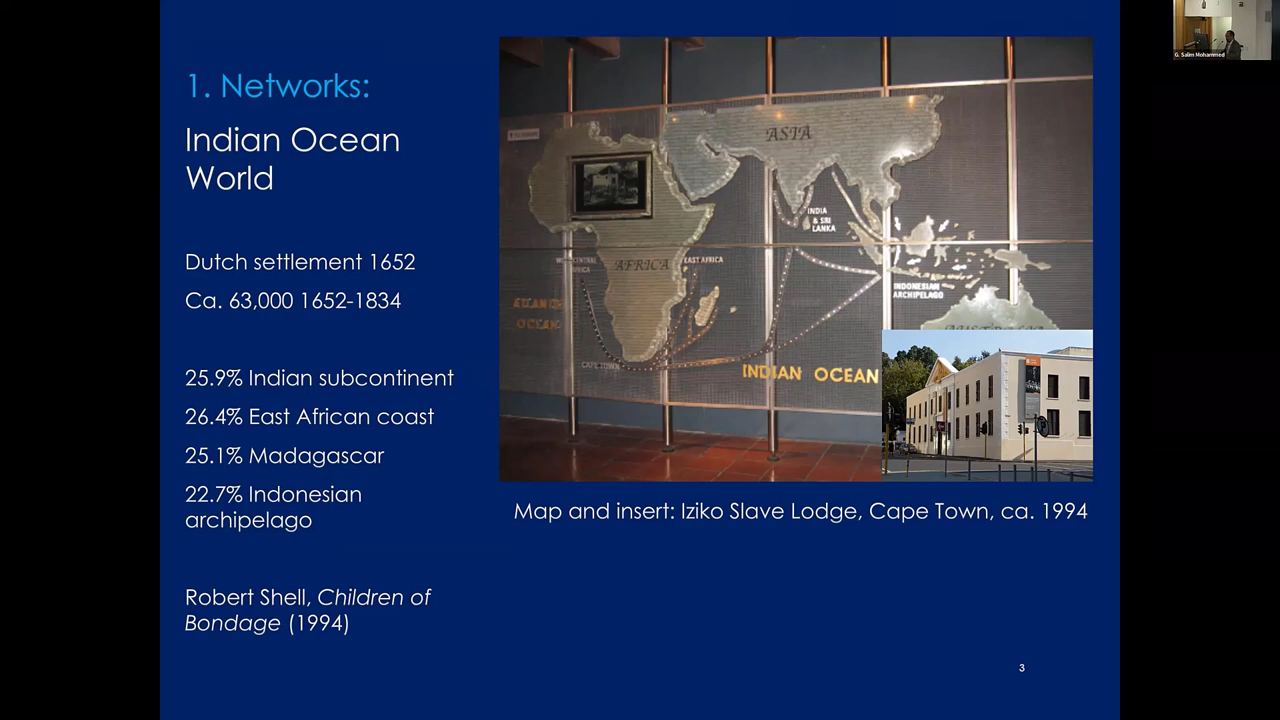 1. Networks:
Indian Ocean
World
Dutch settlement 1652
Ca. 63,000 1652-1834
25.9% Indian subcontinent
26.4% East African coast
25.1% Madagascar
22.7% Indonesian
archipelago
Robert Shell, Children of
Bondage (1994)
ASIA
INDIA
& SRI
LANKA
AFRICA
EAST AFRICA
INDONESIAN
ARCHIPELAGO
ATLANTIC
OCEAN
CAPE TOWN
INDIAN OCEAN
AUSTRALIA
Map and insert: Iziko Slave Lodge, Cape Town, ca. 1994
3
G. Salim Mohammed